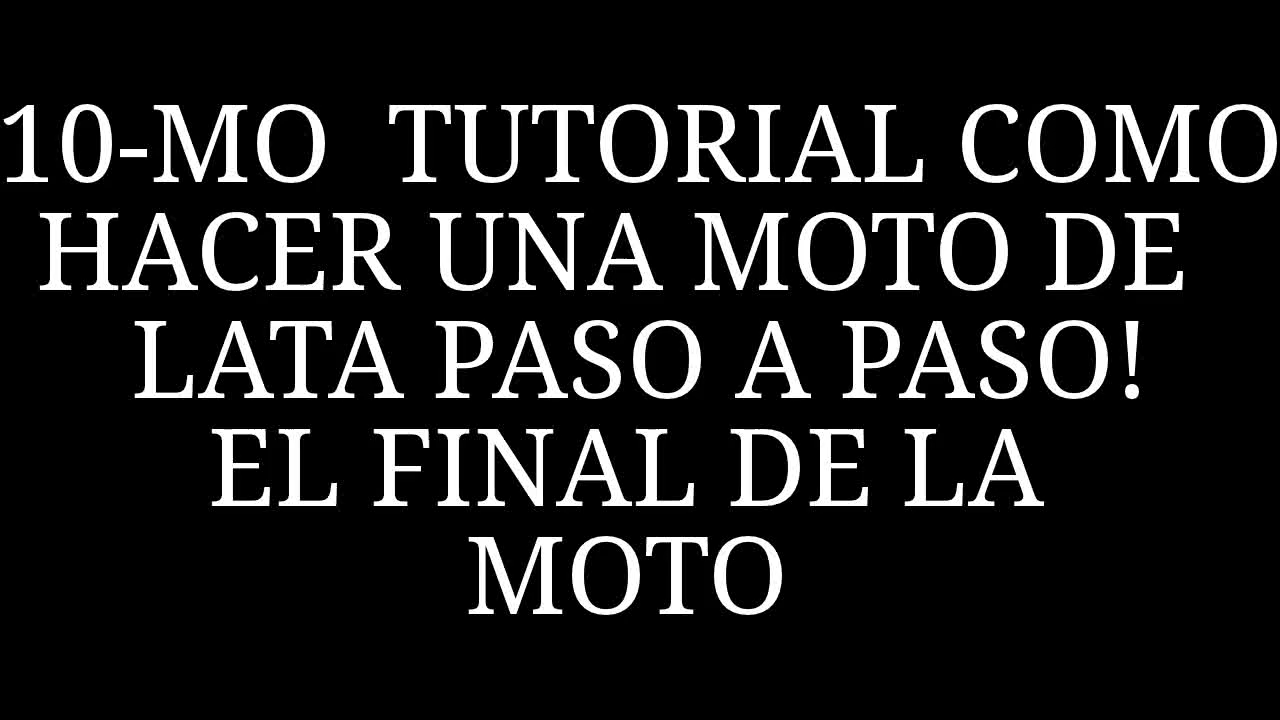 10-MO  TUTORIAL COMO
HACER UNA MOTO DE
LATA PASO A PASO!
EL FINAL DE LA
MOTO